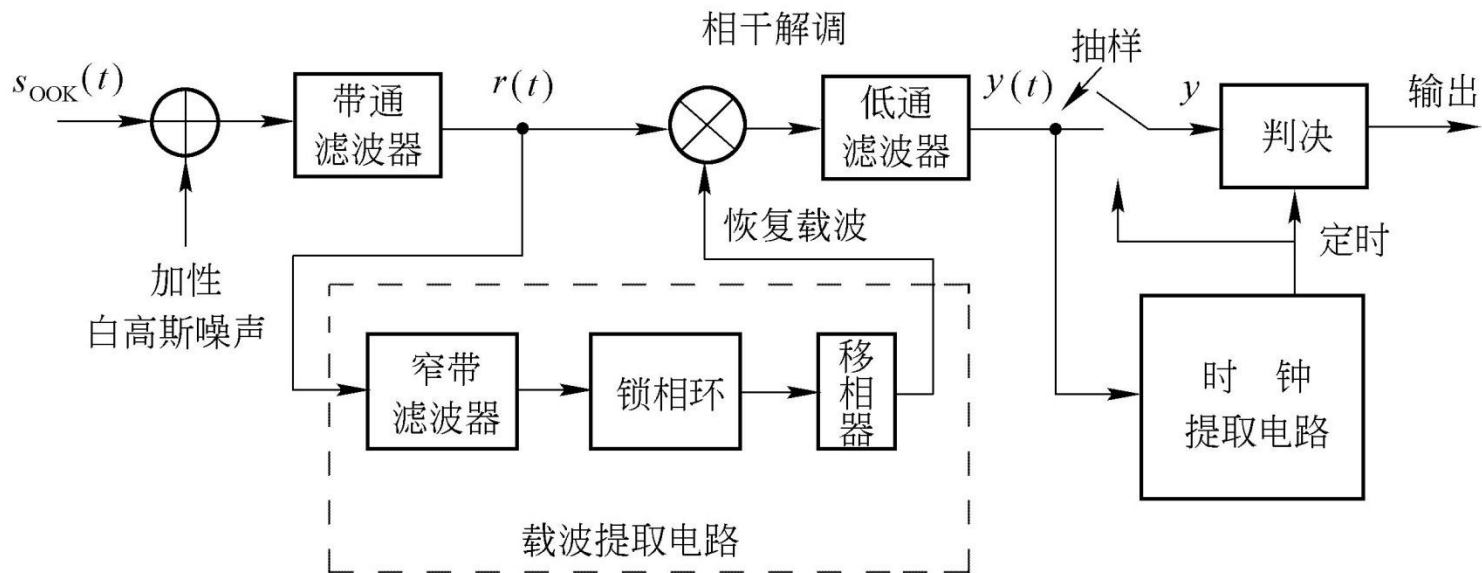 相干解调
抽样
s_OOK(t)
带通
滤波器
r(t)
低通
滤波器
y(t)
y
判决
输出
加性
白高斯噪声
恢复载波
定时
窄带
滤波器
锁相环
移
相
器
时 钟
提取电路
载波提取电路